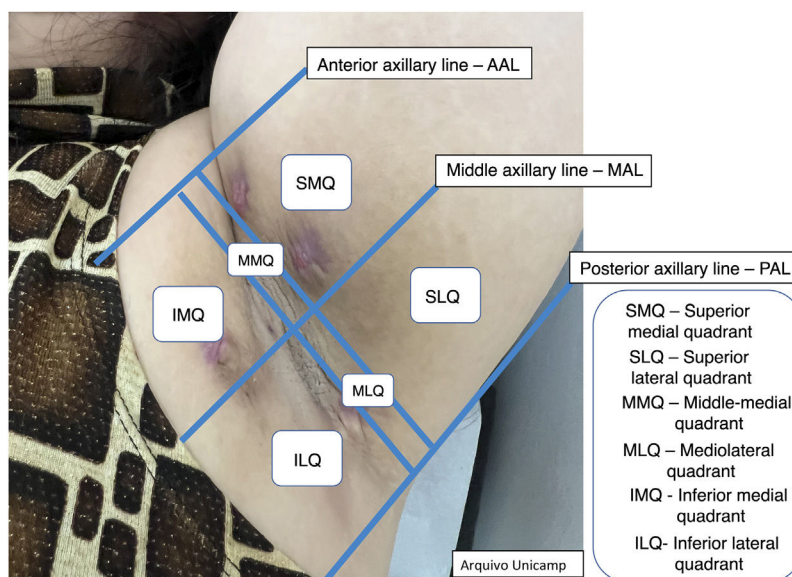 Anterior axillary line – AAL
Middle axillary line – MAL
Posterior axillary line – PAL
SMQ
MMQ
SLQ
IMQ
MLQ
ILQ
SMQ – Superior
medial quadrant
SLQ – Superior
lateral quadrant
MMQ – Middle-medial
quadrant
MLQ – Mediolateral
quadrant
IMQ - Inferior medial
quadrant
ILQ- Inferior lateral
quadrant
Arquivo Unicamp